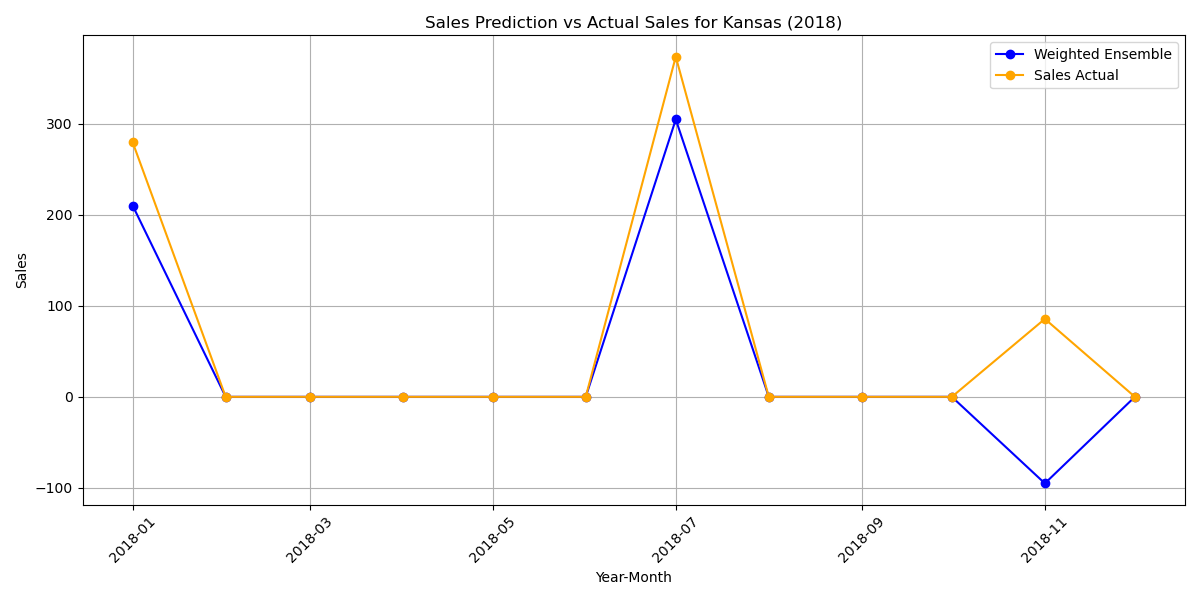 Sales Prediction vs Actual Sales for Kansas (2018)
Weighted Ensemble
Sales Actual
Sales
300
200
100
0
−100
2018-01
2018-03
2018-05
2018-07
2018-09
2018-11
Year-Month